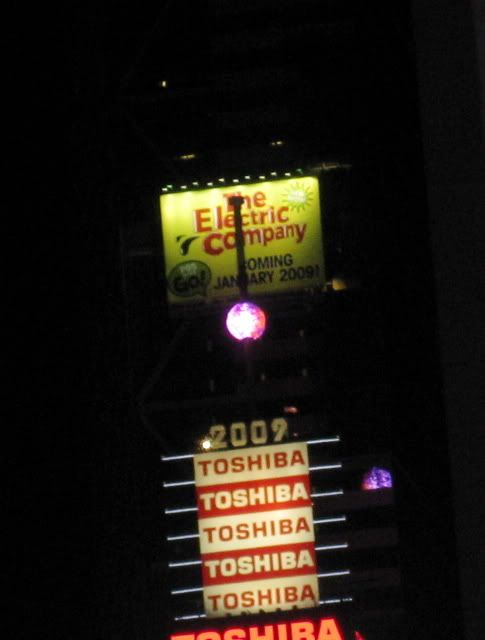 The
Electric
Company
COMING
JANUARY 2009!
GO!
2009
TOSHIBA
TOSHIBA
TOSHIBA
TOSHIBA
TOSHIBA
TOSHIBA